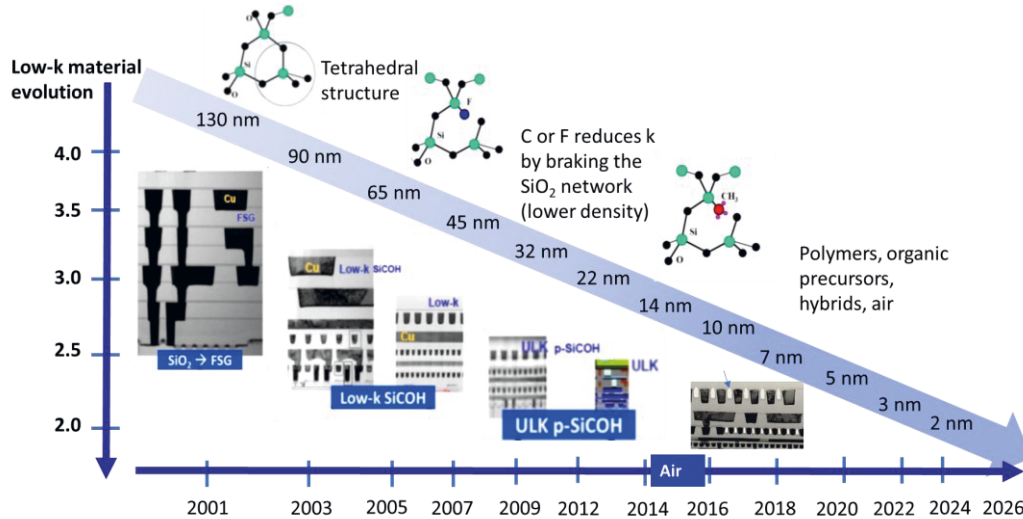 Low-k material
evolution
4.0
3.5
3.0
2.5
2.0
O
Si
O
Tetrahedral
structure
F
Si
O
C or F reduces k
by braking the
SiO₂ network
(lower density)
CH₃
Si
O
Polymers, organic
precursors,
hybrids, air
130 nm
90 nm
65 nm
45 nm
32 nm
22 nm
14 nm
10 nm
7 nm
5 nm
3 nm
2 nm
Cu
FSG
SiO₂ → FSG
Cu
Low-k SiCOH
Low-k
Cu
Low-k SiCOH
ULK p-SiCOH
ULK
ULK p-SiCOH
Air
2001 2003 2005 2007 2009 2012 2014 2016 2018 2020 2022 2024 2026